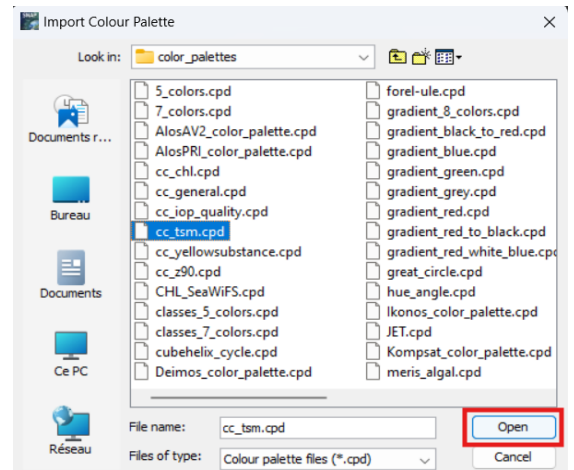 SNAP
Import Colour Palette
Look in: color_palettes
Documents r...
Bureau
Documents
Ce PC
Réseau
5_colors.cpd
7_colors.cpd
AlosAV2_color_palette.cpd
AlosPRI_color_palette.cpd
cc_chl.cpd
cc_general.cpd
cc_iop_quality.cpd
cc_tsm.cpd
cc_yellowsubstance.cpd
cc_z90.cpd
CHL_SeaWiFS.cpd
classes_5_colors.cpd
classes_7_colors.cpd
cubehelix_cycle.cpd
Deimos_color_palette.cpd
forel-ule.cpd
gradient_8_colors.cpd
gradient_black_to_red.cpd
gradient_blue.cpd
gradient_green.cpd
gradient_grey.cpd
gradient_red.cpd
gradient_red_to_black.cpd
gradient_red_white_blue.cpd
great_circle.cpd
hue_angle.cpd
Ikonos_color_palette.cpd
JET.cpd
Kompsat_color_palette.cpd
meris_algal.cpd
File name: cc_tsm.cpd
Open
Files of type: Colour palette files (*.cpd)
Cancel